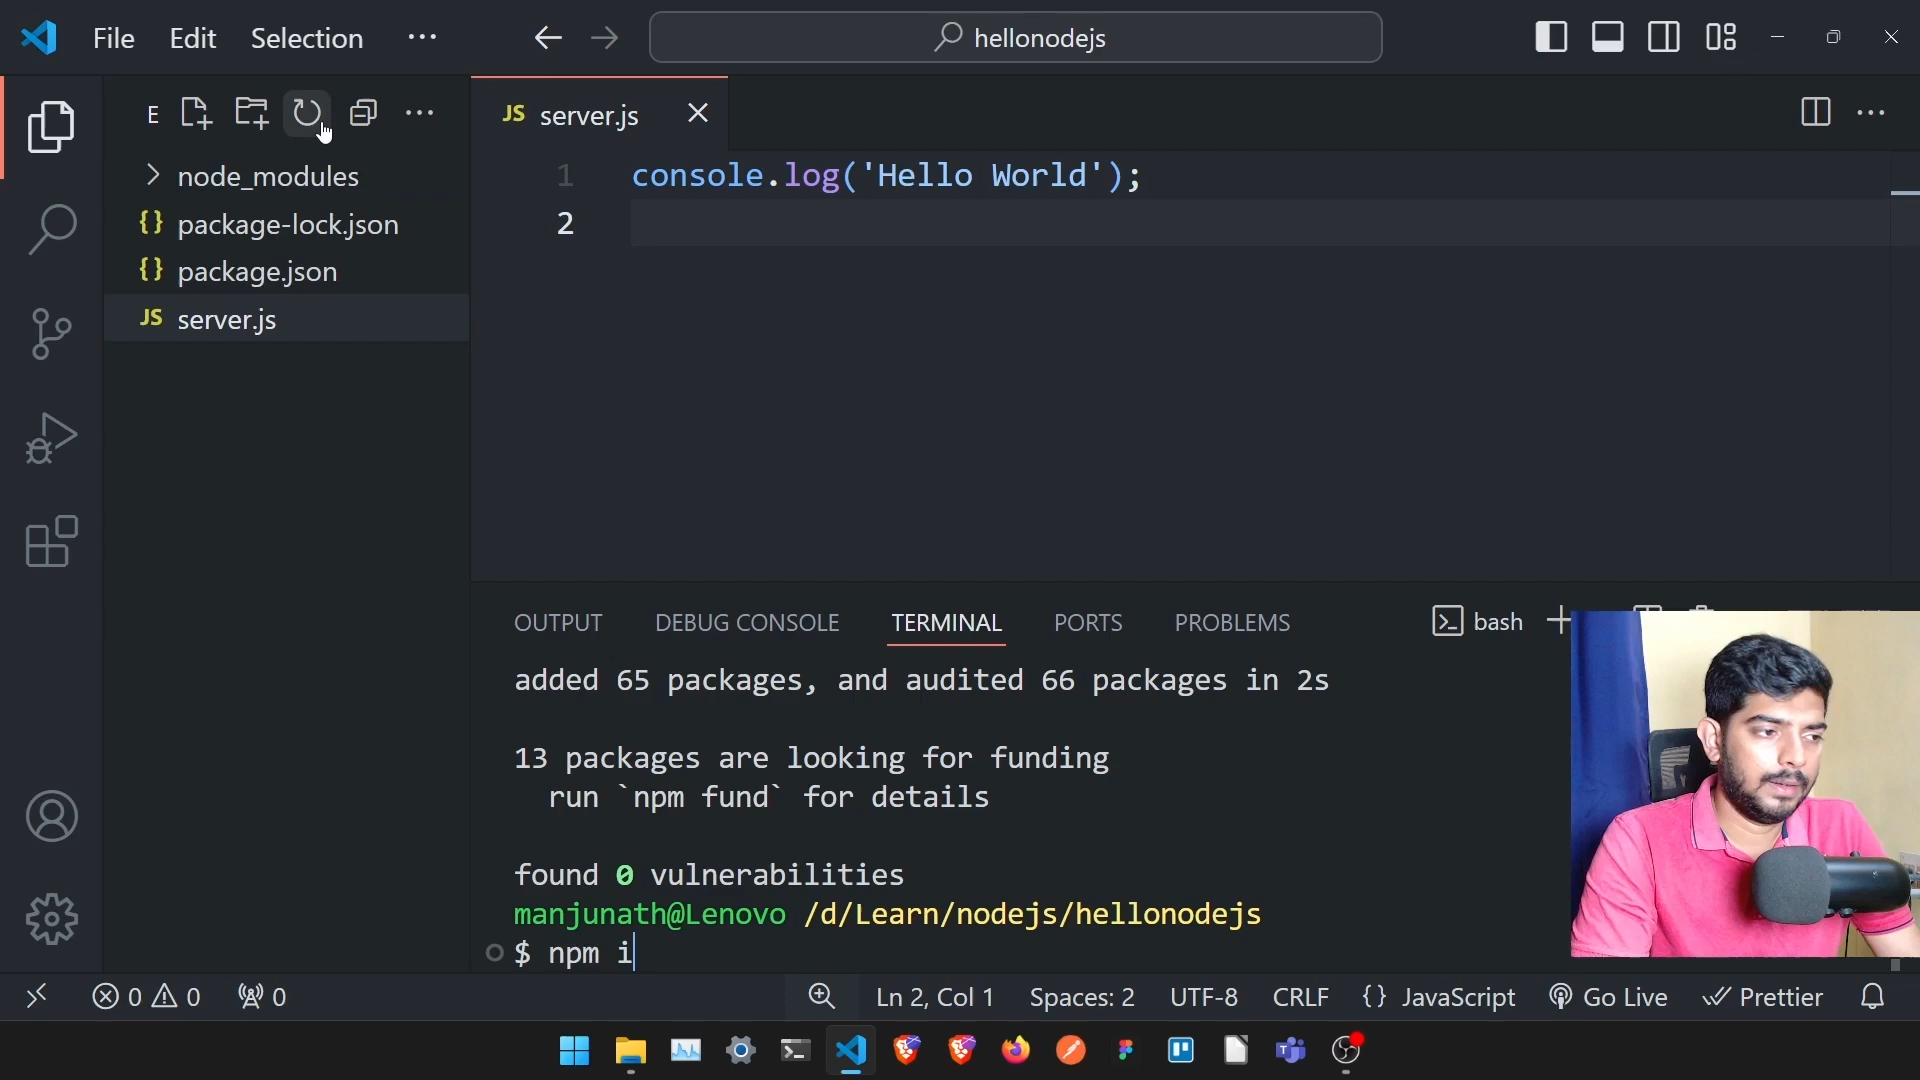 File Edit Selection ···
hellonodejs
E
node_modules
{} package-lock.json
{} package.json
JS server.js
JS server.js
1 console.log('Hello World');
2
OUTPUT DEBUG CONSOLE TERMINAL PORTS PROBLEMS
bash
added 65 packages, and audited 66 packages in 2s
13 packages are looking for funding
run `npm fund` for details
found 0 vulnerabilities
manjunath@Lenovo /d/Learn/nodejs/hellonodejs
$ npm i
0 0 0 Ln 2, Col 1 Spaces: 2 UTF-8 CRLF {} JavaScript Go Live Prettier